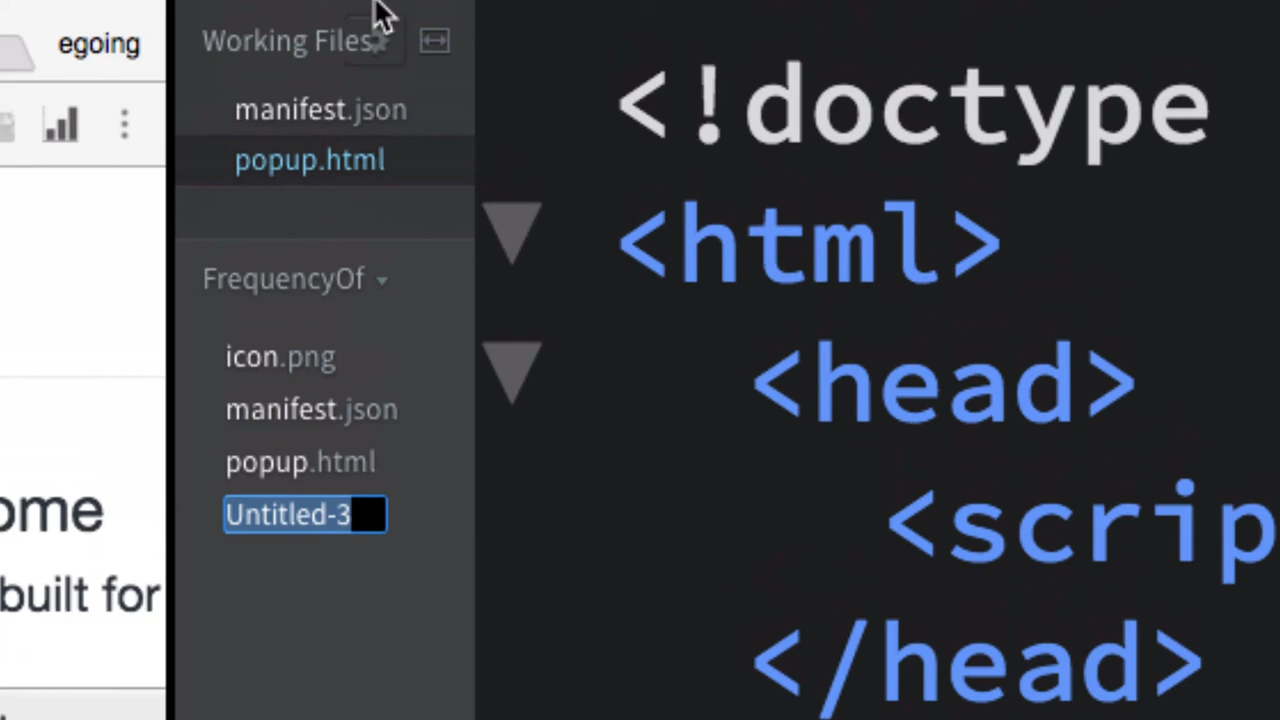 egoing
ome
built for
Working Files
manifest.json
popup.html
FrequencyOf
icon.png
manifest.json
popup.html
Untitled-3
<!doctype
<html>
<head>
<scrip
</head>